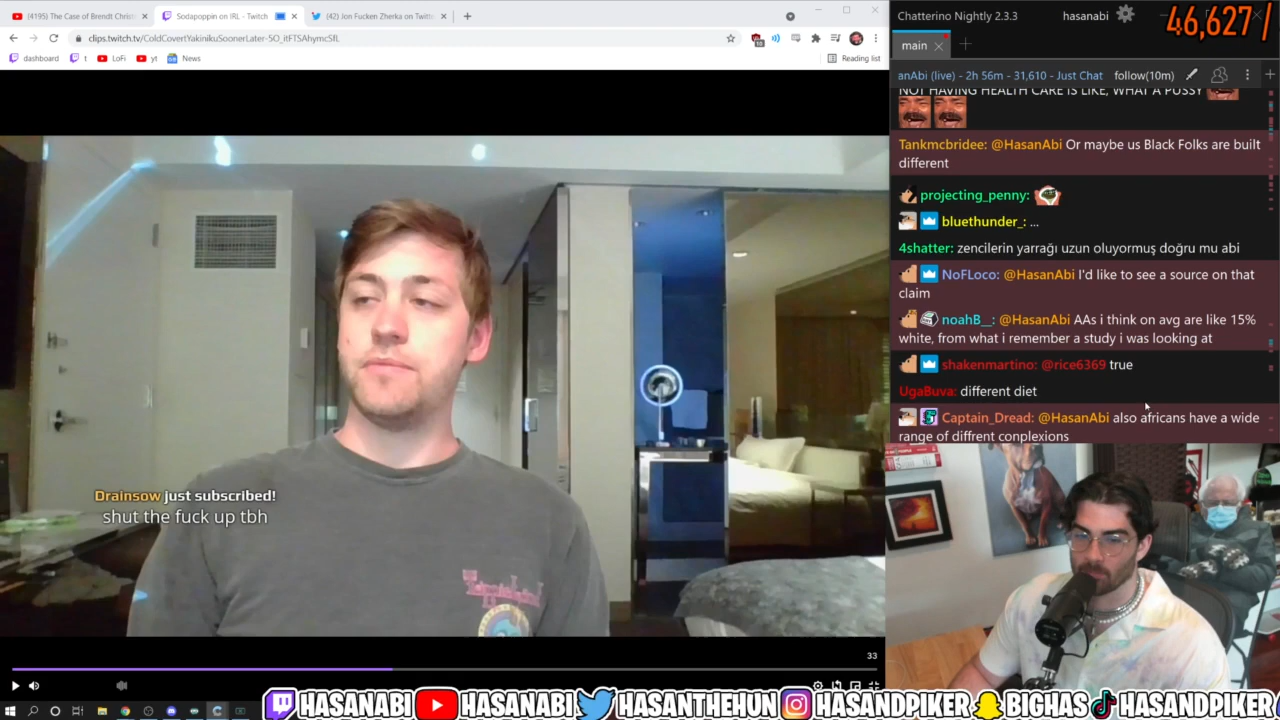 (4195) The Case of Brendt Christ
Sodapoppin on IRL - Twitch
(42) Jon Fucken Zherka on Twitte
clips.twitch.tv/ColdCovertYakinikuSoonerLater-5O_itFTSAhymcSfL
dashboard
t
LoFi
yt
News
Reading list
Drainsow just subscribed!
shut the fuck up tbh
33
Chatterino Nightly 2.3.3
hasanabi
46,627 /
main
anAbi (live) - 2h 56m - 31,610 - Just Chat
follow(10m)
NOT HAVING HEALTH CARE IS LIKE, WHAT A PUSSY
Tankmcbridee: @HasanAbi Or maybe us Black Folks are built
different
projecting_penny:
bluethunder_: ...
4shatter: zencilerin yarrağı uzun oluyormuş doğru mu abi
NoFLoco: @HasanAbi I'd like to see a source on that
claim
noahB__: @HasanAbi AAs i think on avg are like 15%
white, from what i remember a study i was looking at
shakenmartino: @rice6369 true
UgaBuva: different diet
Captain_Dread: @HasanAbi also africans have a wide
range of diffrent conplexions
HASANABI
HASANABI
HASANTHEHUN
HASANDPIKER
BIGHAS
HASANDPIKER